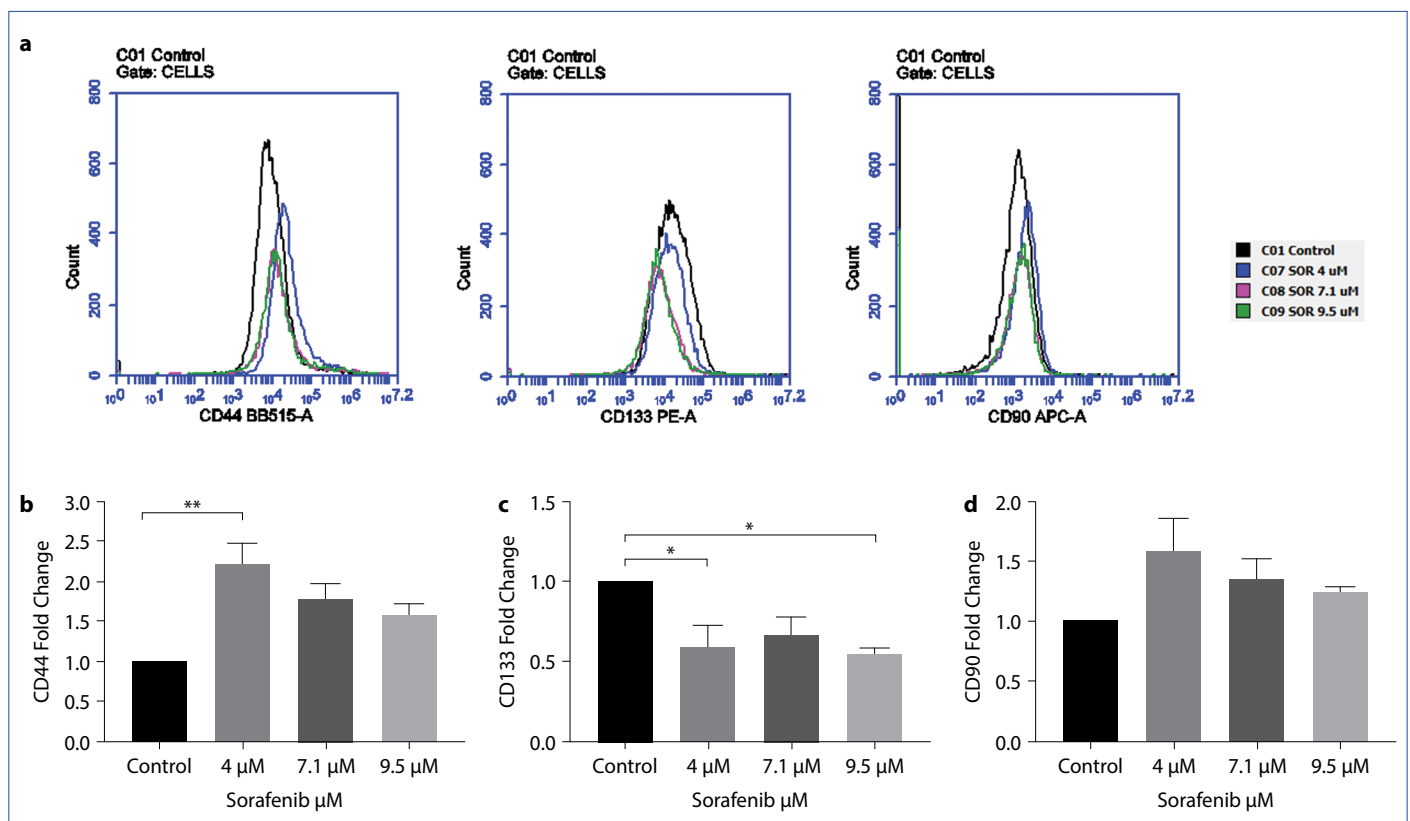 a
C01 Control
Gate: CELLS
800
600
400
200
0
Count
10^0 10^1 10^2 10^3 10^4 10^5 10^6 10^7.2
CD44 BB515-A
C01 Control
Gate: CELLS
800
600
400
200
0
Count
10^0 10^1 10^2 10^3 10^4 10^5 10^6 10^7.2
CD133 PE-A
C01 Control
Gate: CELLS
800
600
400
200
0
Count
10^0 10^1 10^2 10^3 10^4 10^5 10^6 10^7.2
CD90 APC-A
C01 Control
C07 SOR 4 uM
C08 SOR 7.1 uM
C09 SOR 9.5 uM
b
CD44 Fold Change
3.0
2.5
2.0
1.5
1.0
0.5
0.0
**
Control 4 µM 7.1 µM 9.5 µM
Sorafenib µM
c
CD133 Fold Change
1.5
1.0
0.5
0.0
*
*
Control 4 µM 7.1 µM 9.5 µM
Sorafenib µM
d
CD90 Fold Change
2.0
1.5
1.0
0.5
0.0
Control 4 µM 7.1 µM 9.5 µM
Sorafenib µM